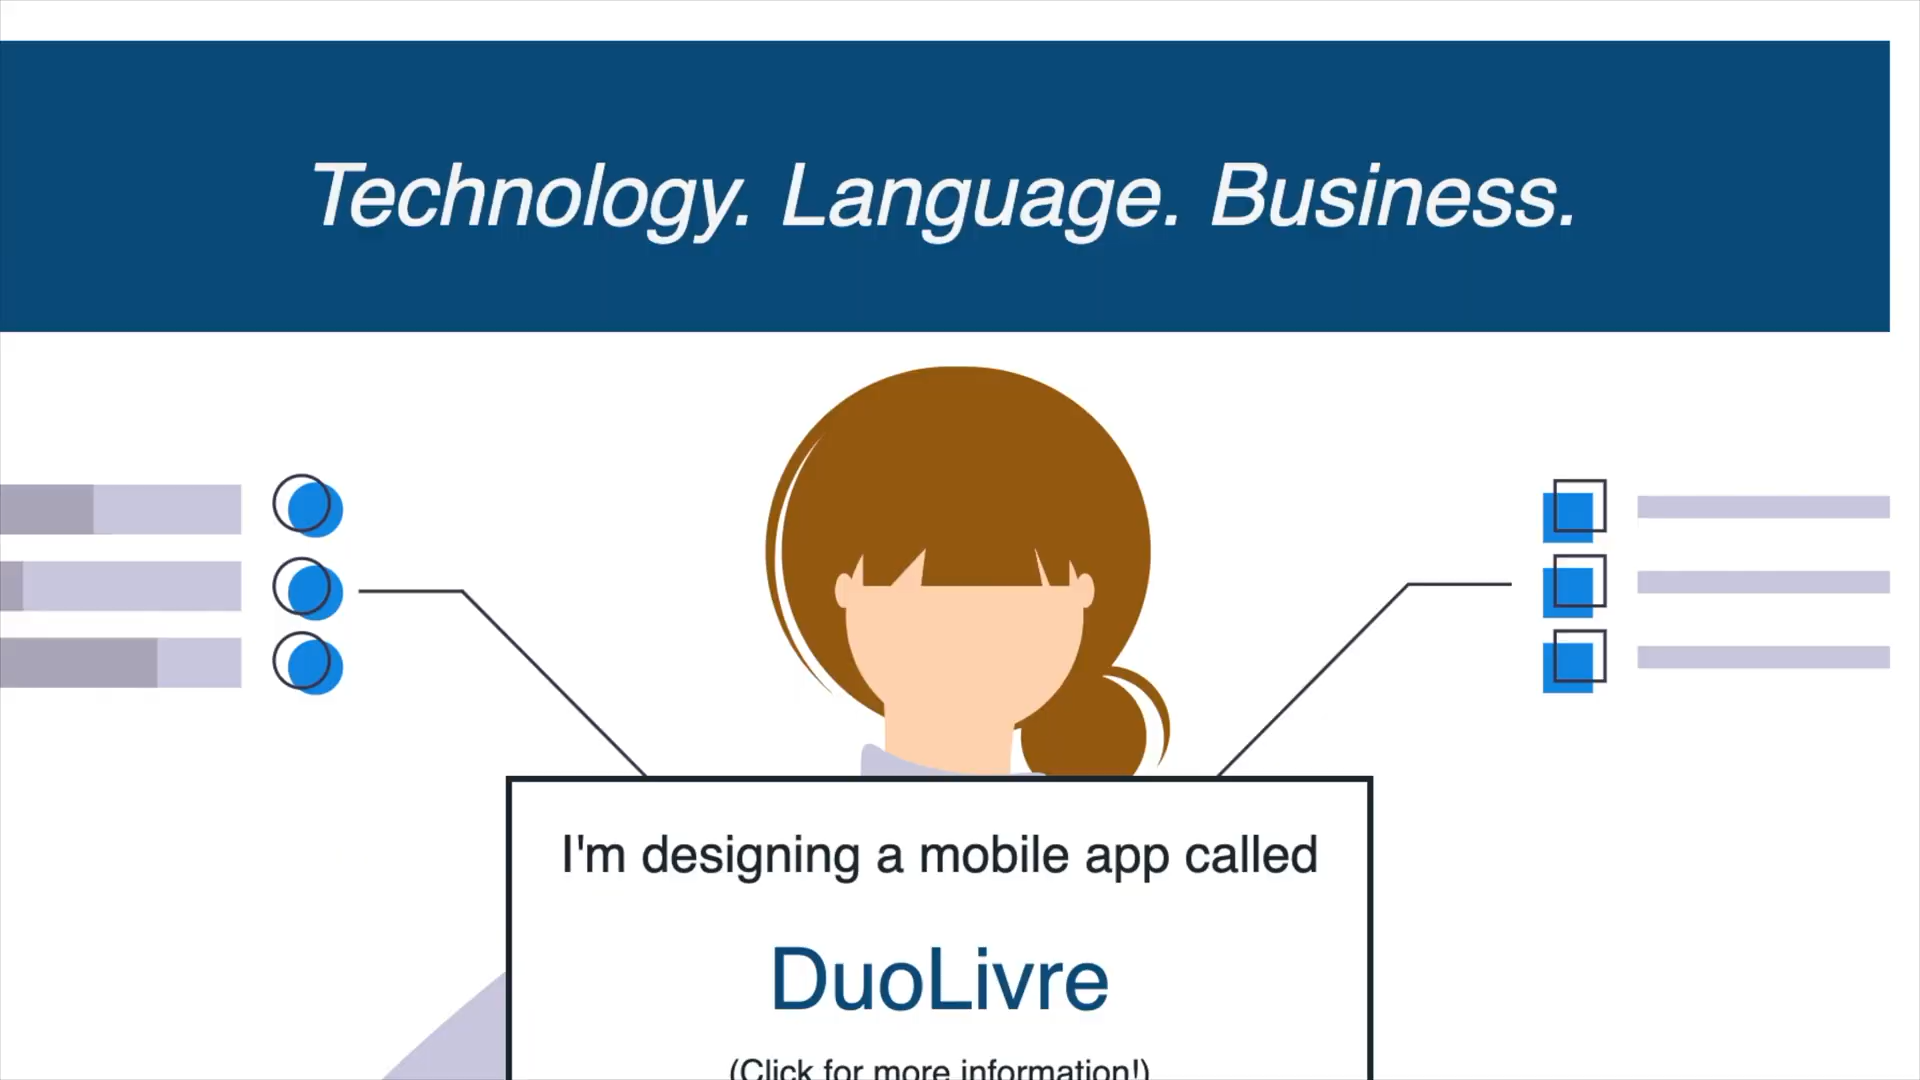 Technology. Language. Business.
I'm designing a mobile app called
DuoLivre
(Click for more information!)